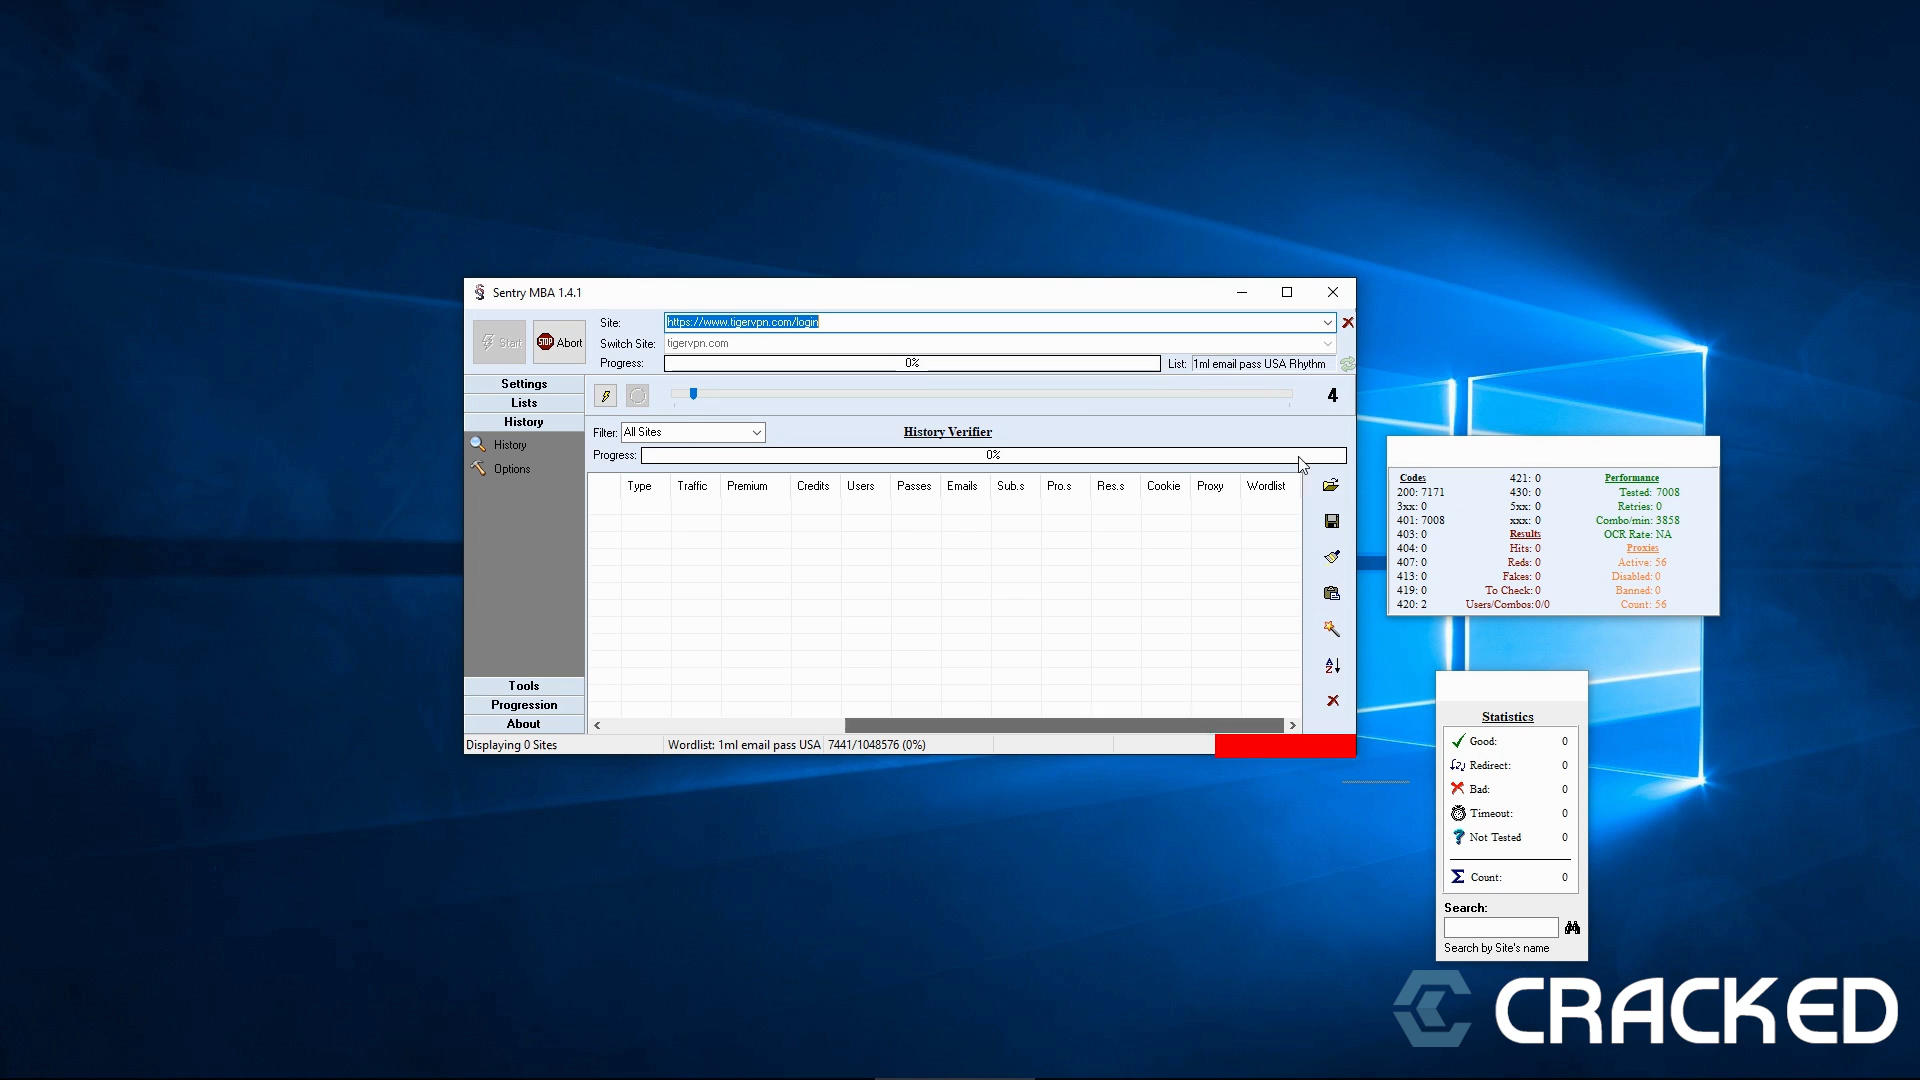 Sentry MBA 1.4.1
Start
Abort
Site: https://www.tigervpn.com/login
Switch Site: tigervpn.com
Progress: 0% List: 1ml email pass USA Rhythm
Settings
Lists
History
History
Options
Tools
Progression
About
4
Filter: All Sites History Verifier
Progress: 0%
Type Traffic Premium Credits Users Passes Emails Sub.s Pro.s Res.s Cookie Proxy Wordlist
Displaying 0 Sites Wordlist: 1ml email pass USA 7441/1048576 (0%)
Codes 421: 0 Performance
200: 7171 430: 0 Tested: 7008
3xx: 0 5xx: 0 Retries: 0
401: 7008 xxx: 0 Combo/min: 3858
403: 0 Results OCR Rate: NA
404: 0 Hits: 0 Proxies
407: 0 Reds: 0 Active: 56
413: 0 Fakes: 0 Disabled: 0
419: 0 To Check: 0 Banned: 0
420: 2 Users/Combos: 0/0 Count: 56
Statistics
Good: 0
Redirect: 0
Bad: 0
Timeout: 0
Not Tested 0
Count: 0
Search:
Search by Site's name
CRACKED